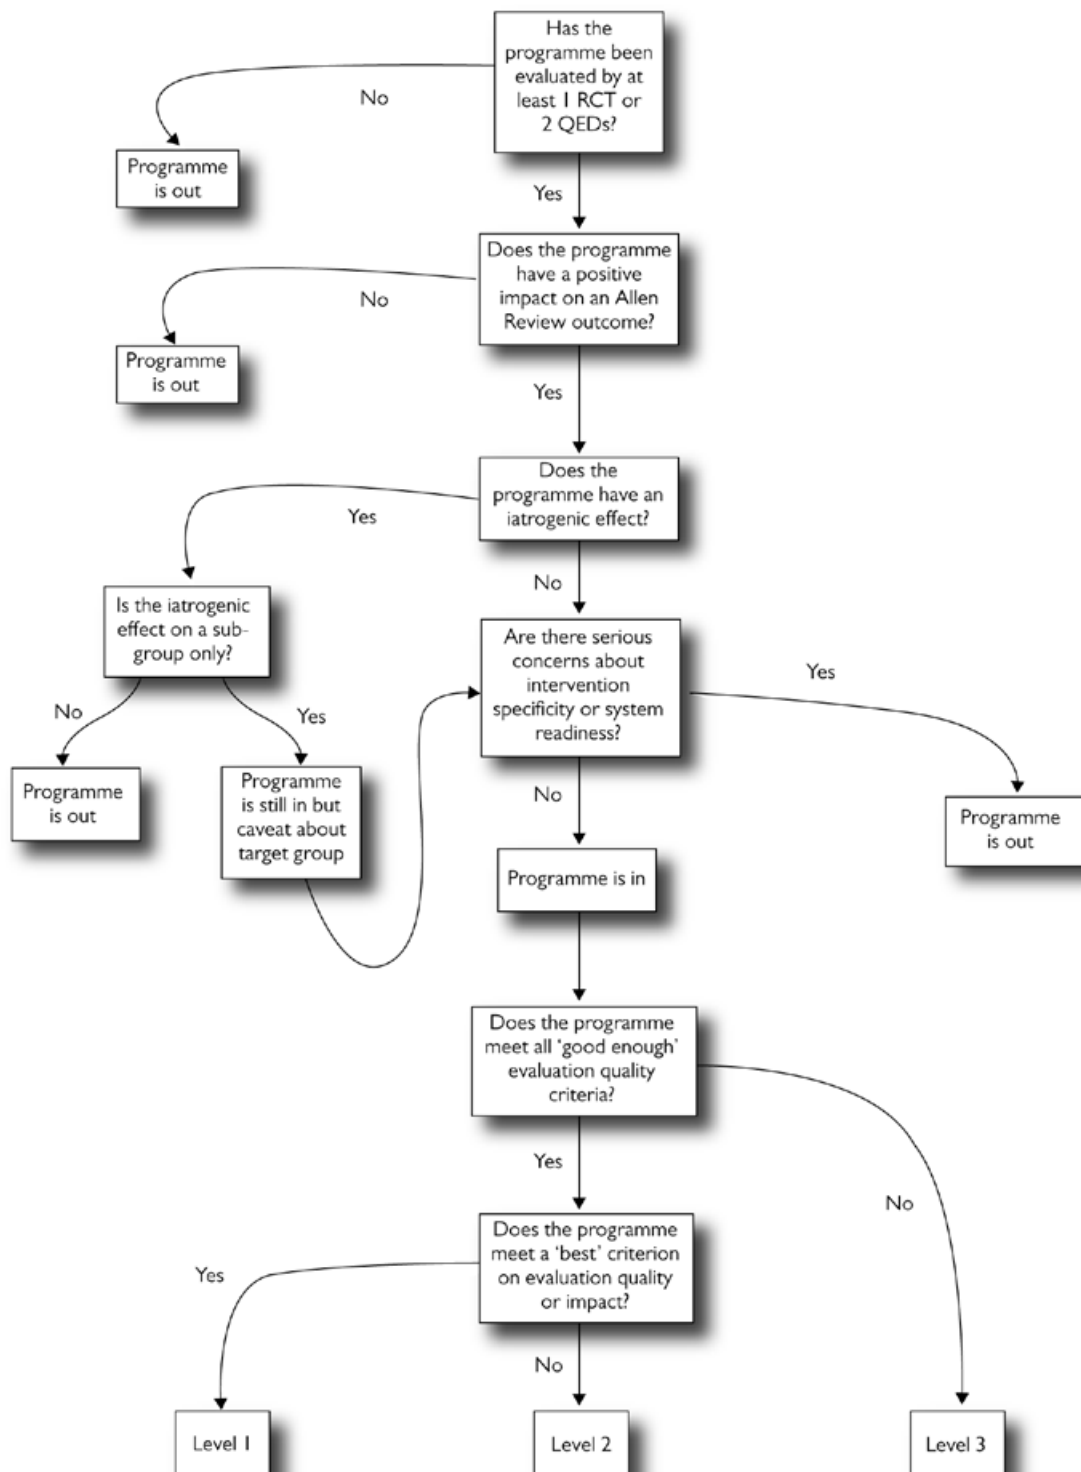 Has the
programme been
evaluated by at
least 1 RCT or
2 QEDs?
No
Programme
is out
Yes
Does the programme
have a positive
impact on an Allen
Review outcome?
No
Programme
is out
Yes
Does the
programme have an
iatrogenic effect?
Yes
No
Is the iatrogenic
effect on a sub-
group only?
Are there serious
concerns about
intervention
specificity or system
readiness?
Yes
No
Yes
Programme
is out
Programme
is still in but
caveat about
target group
No
Programme
is out
Programme is in
Does the programme
meet all ‘good enough’
evaluation quality
criteria?
Yes
No
Does the programme
meet a ‘best’ criterion
on evaluation quality
or impact?
Yes
No
Level 1
Level 2
Level 3